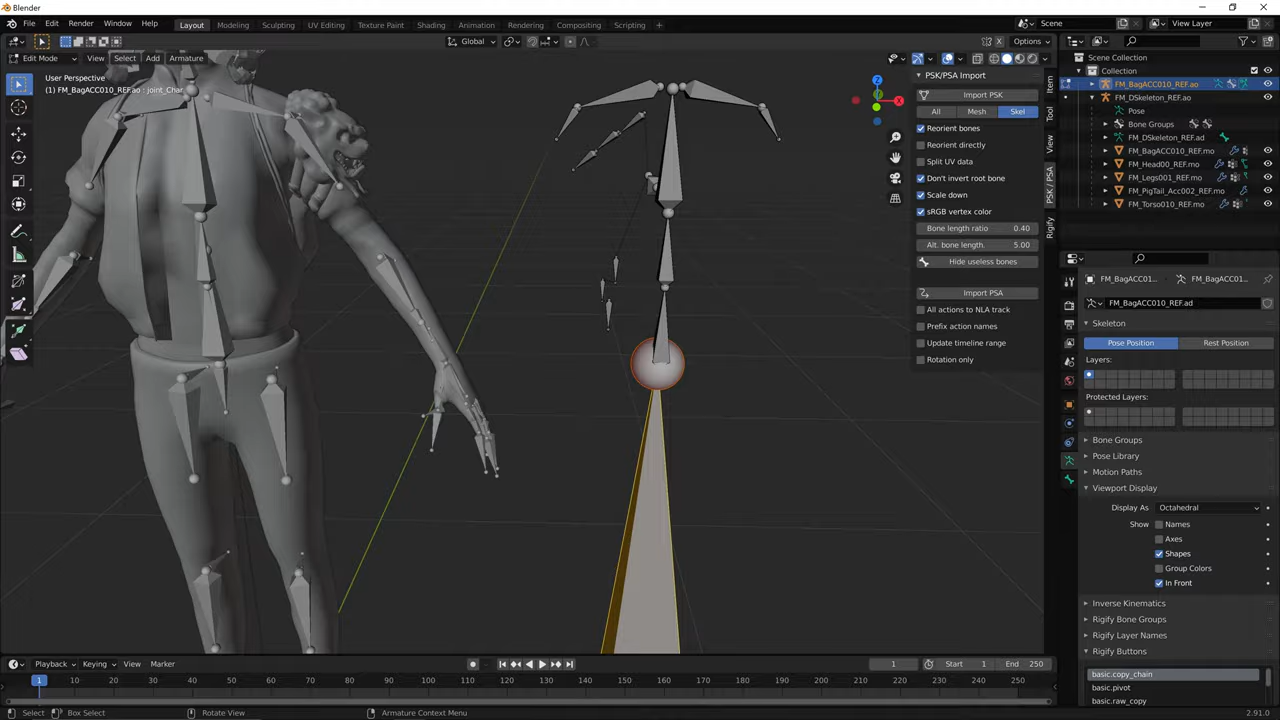 Blender
File Edit Render Window Help Layout Modeling Sculpting UV Editing Texture Paint Shading Animation Rendering Compositing Scripting + Scene View Layer
Global Options
Edit Mode View Select Add Armature
User Perspective
(1) FM_BagACC010_REF.ao : joint_Char
Z
X
PSK/PSA Import
Import PSK
All Mesh Skel
Reorient bones
Reorient directly
Split UV data
Don't invert root bone
Scale down
sRGB vertex color
Bone length ratio 0.40
Alt. bone length. 5.00
Hide useless bones
Import PSA
All actions to NLA track
Prefix action names
Update timeline range
Rotation only
Item
Tool
View
PSK / PSA
Rigify
Scene Collection
Collection
FM_BagACC010_REF.ao
FM_DSkeleton_REF.ao
Pose
Bone Groups
FM_DSkeleton_REF.ad
FM_BagACC010_REF.mo
FM_Head00_REF.mo
FM_Legs001_REF.mo
FM_PigTail_Acc002_REF.mo
FM_Torso010_REF.mo
FM_BagACC01... FM_BagACC010_REF...
FM_BagACC010_REF.ad
Skeleton
Pose Position Rest Position
Layers:
Protected Layers:
Bone Groups
Pose Library
Motion Paths
Viewport Display
Display As Octahedral
Show Names
Axes
Shapes
Group Colors
In Front
Inverse Kinematics
Rigify Bone Groups
Rigify Layer Names
Rigify Buttons
basic.copy_chain
basic.pivot
basic.raw_copy
Playback Keying View Marker 1 Start 1 End 250
1 10 20 30 40 50 60 70 80 90 100 110 120 130 140 150 160 170 180 190 200 210 220 230 240 250
Select Box Select Rotate View Armature Context Menu 2.91.0